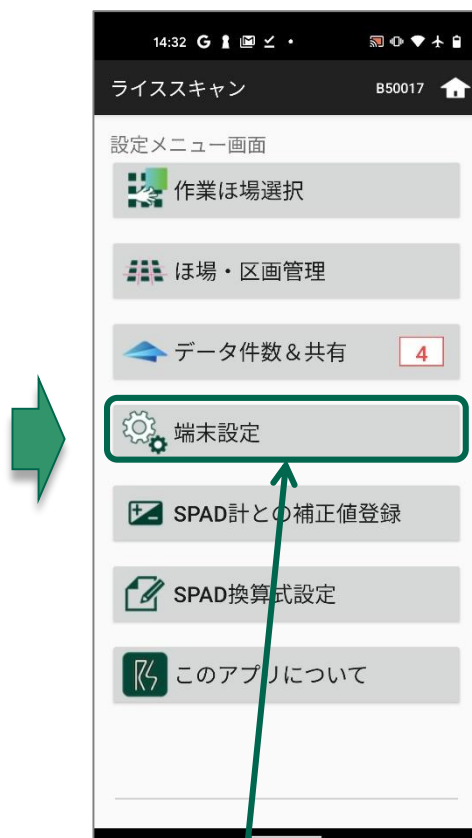 14:32
ライススキャン B50017
設定メニュー画面
作業ほ場選択
ほ場・区画管理
データ件数＆共有 4
端末設定
SPAD計との補正値登録
SPAD換算式設定
このアプリについて